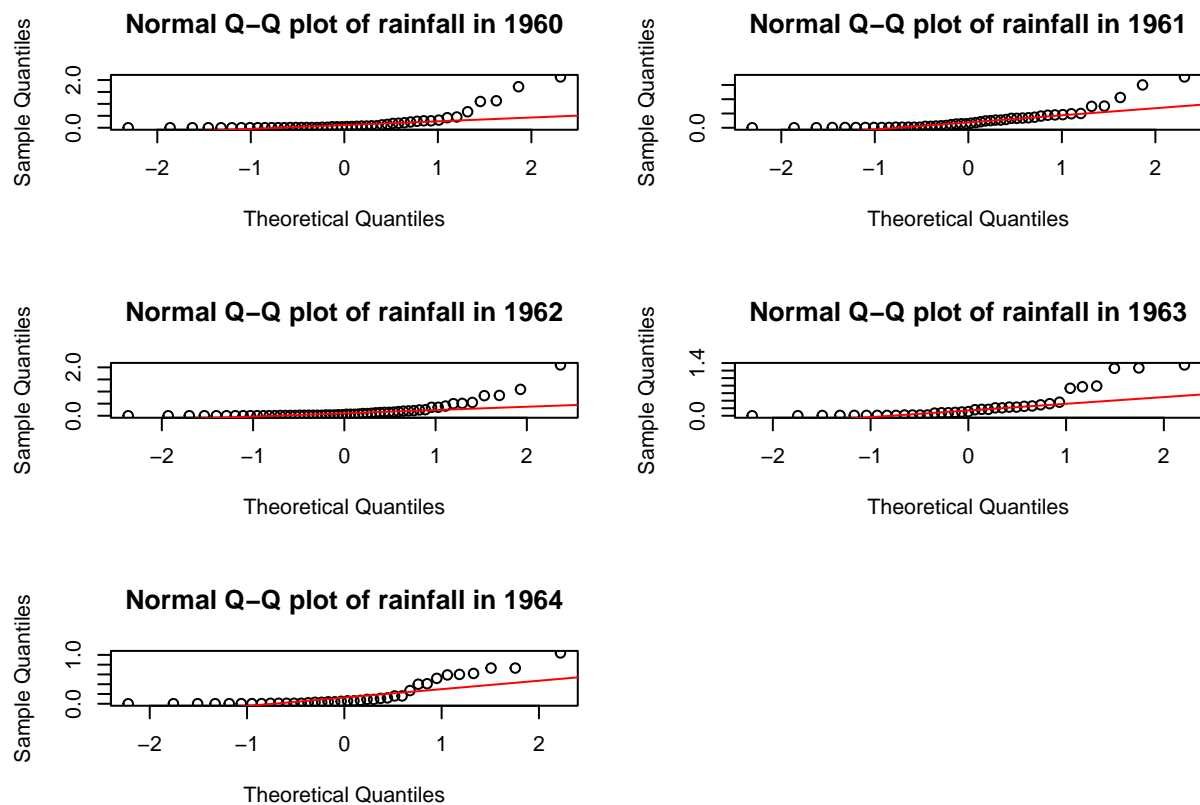 Normal Q−Q plot of rainfall in 1960
Sample Quantiles
0.0 2.0
−2 −1 0 1 2
Theoretical Quantiles
Normal Q−Q plot of rainfall in 1961
Sample Quantiles
0.0
−2 −1 0 1 2
Theoretical Quantiles
Normal Q−Q plot of rainfall in 1962
Sample Quantiles
0.0 2.0
−2 −1 0 1 2
Theoretical Quantiles
Normal Q−Q plot of rainfall in 1963
Sample Quantiles
0.0 1.4
−2 −1 0 1 2
Theoretical Quantiles
Normal Q−Q plot of rainfall in 1964
Sample Quantiles
0.0 1.0
−2 −1 0 1 2
Theoretical Quantiles